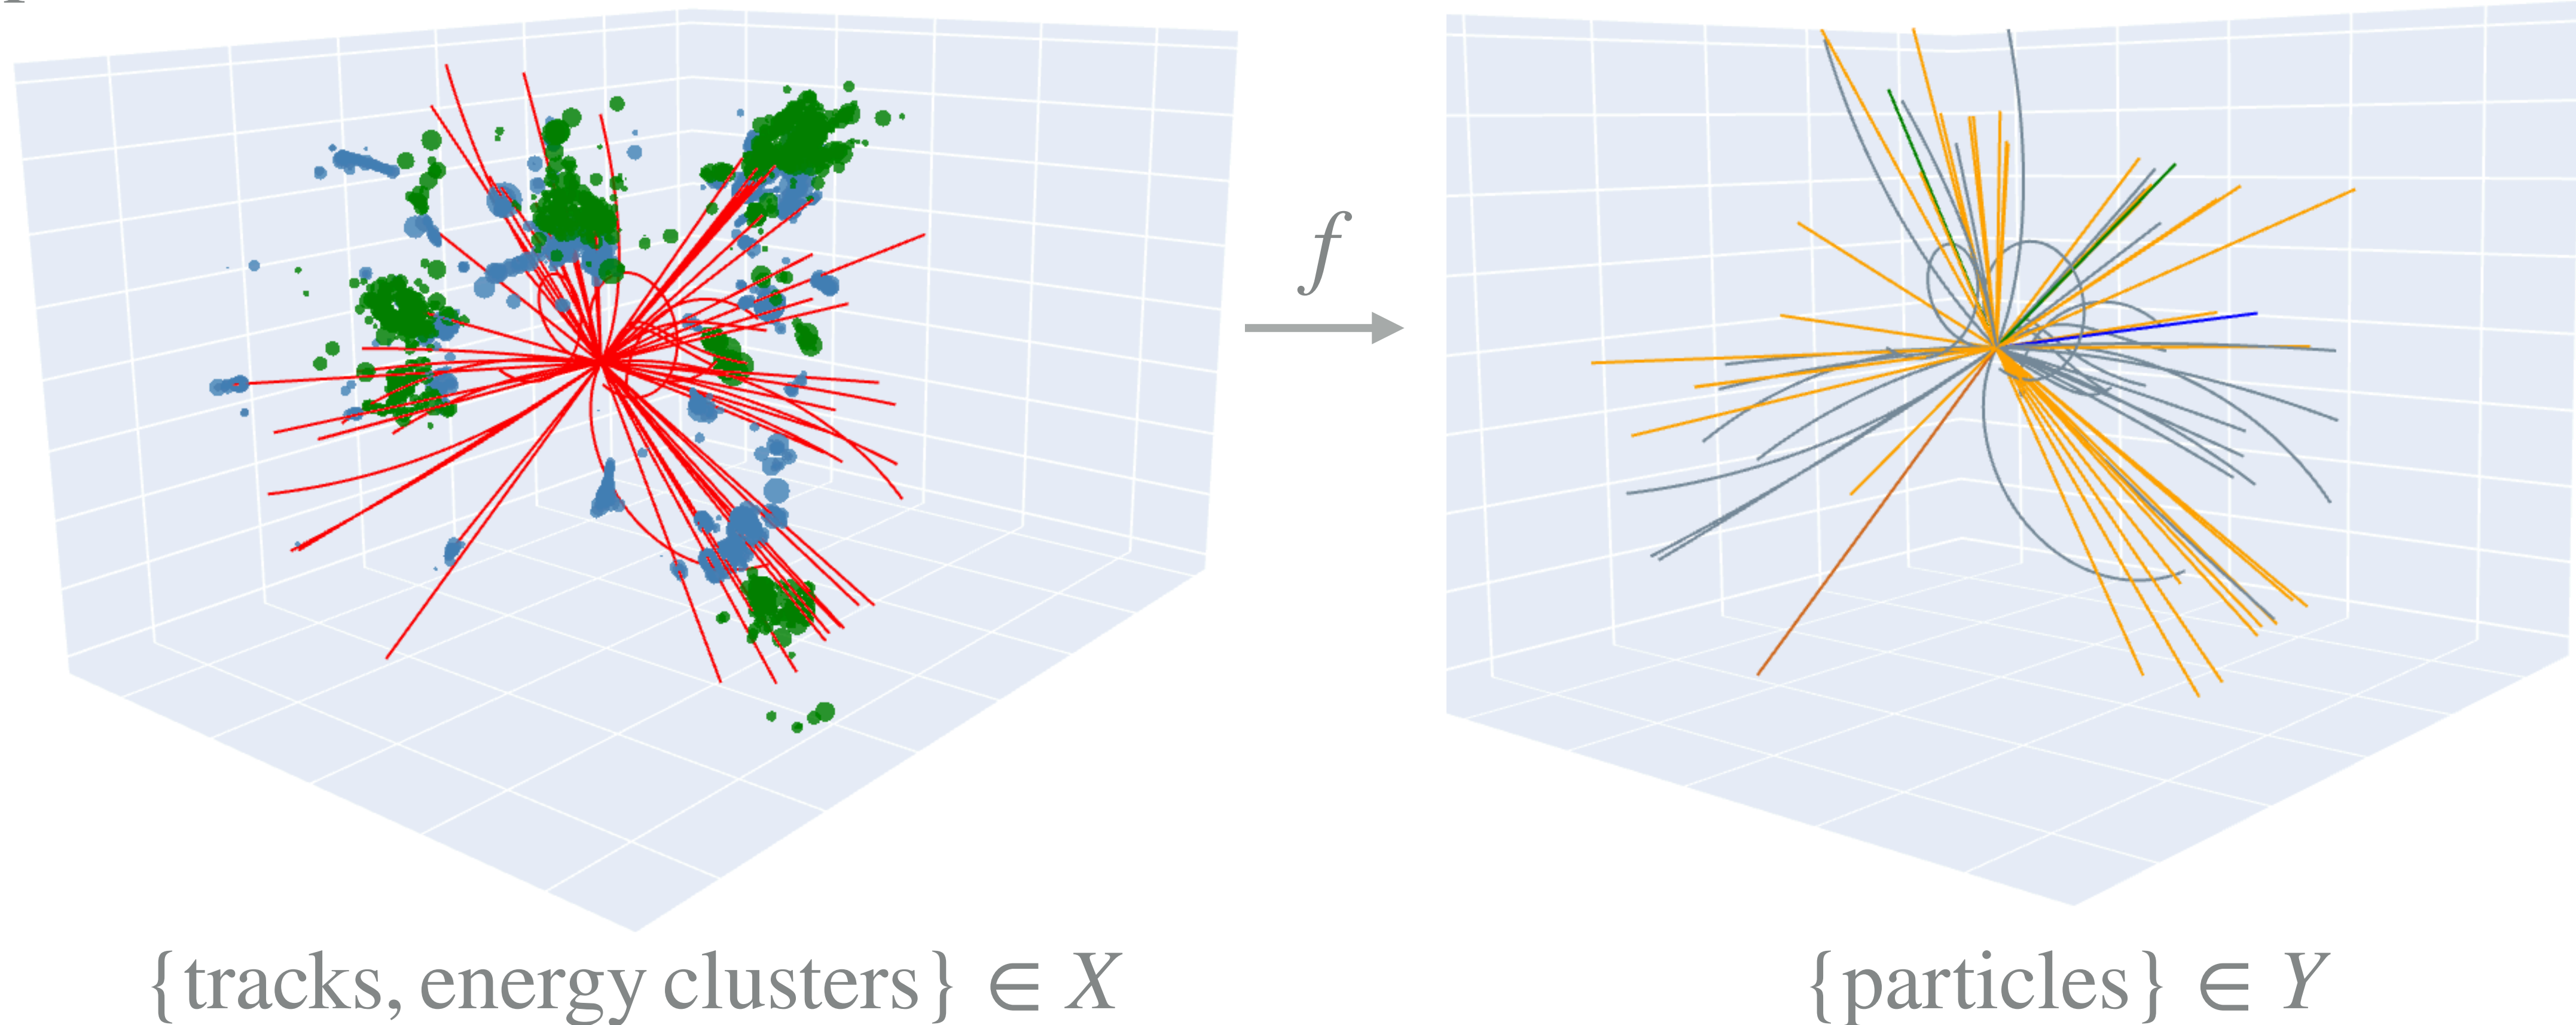 f
{tracks, energy clusters} ∈ X
{particles} ∈ Y